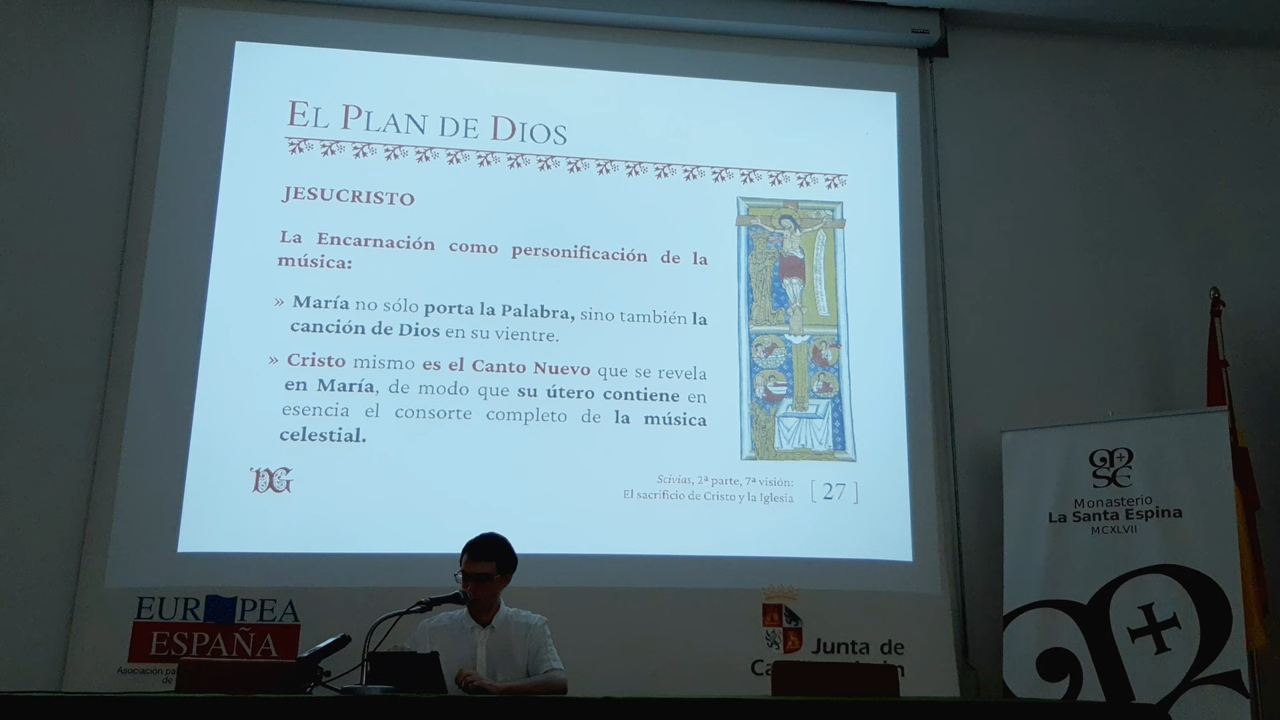 EL PLAN DE DIOS
JESUCRISTO
La Encarnación como personificación de la
música:
» María no sólo porta la Palabra, sino también la
canción de Dios en su vientre.
» Cristo mismo es el Canto Nuevo que se revela
en María, de modo que su útero contiene en
esencia el consorte completo de la música
celestial.
Scivias, 2ª parte, 7ª visión:
El sacrificio de Cristo y la Iglesia
[ 27 ]
Monasterio
La Santa Espina
MCXLVII
EUROPEA
ESPAÑA
Asociación
de
Junta de